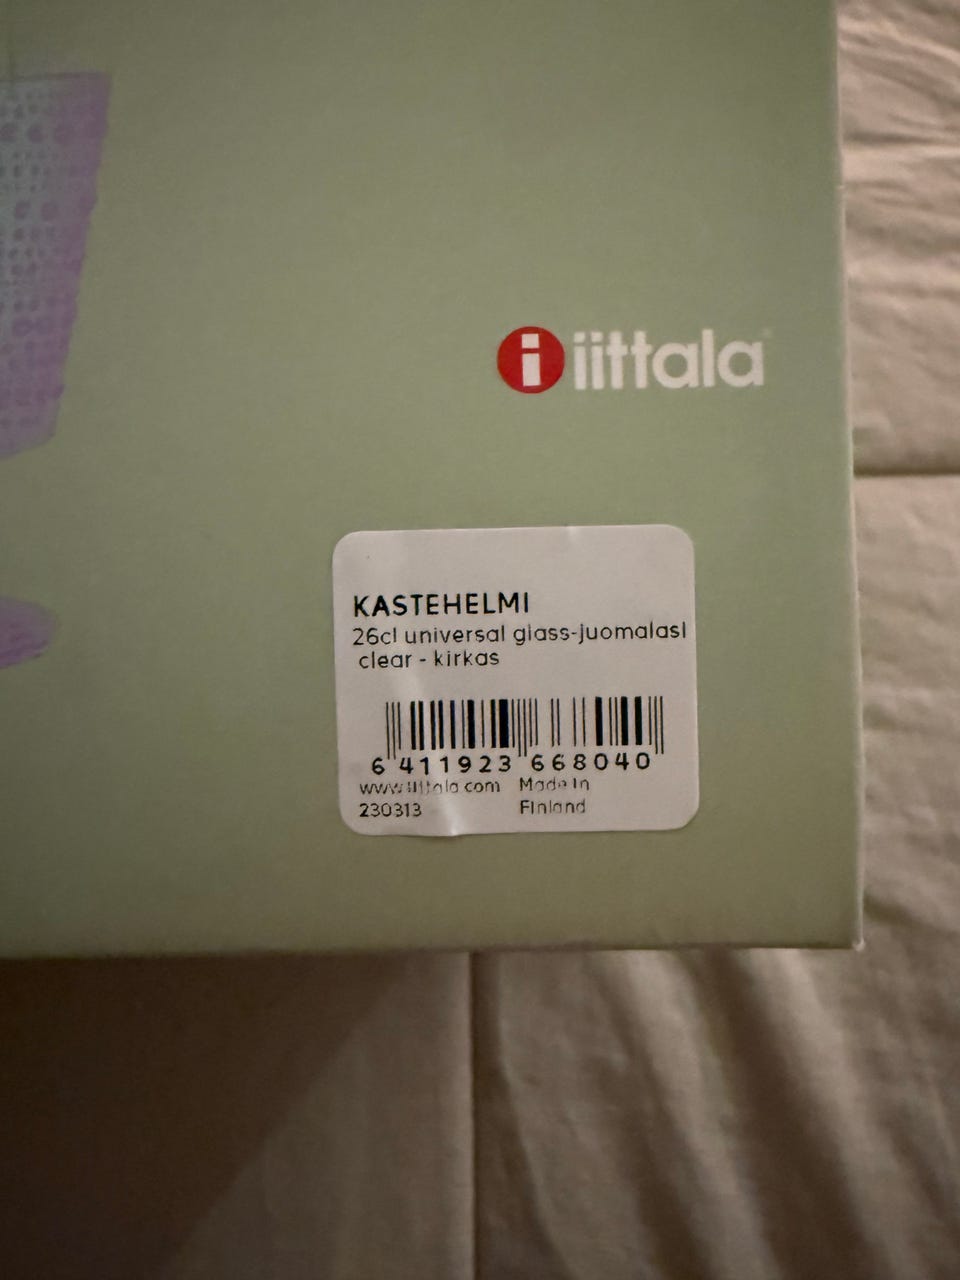 i iittala
KASTEHELMI
26cl universal glass-juomalasi
clear - kirkas
6 411923 668040
www.iittala.com Made in
230313 Finland